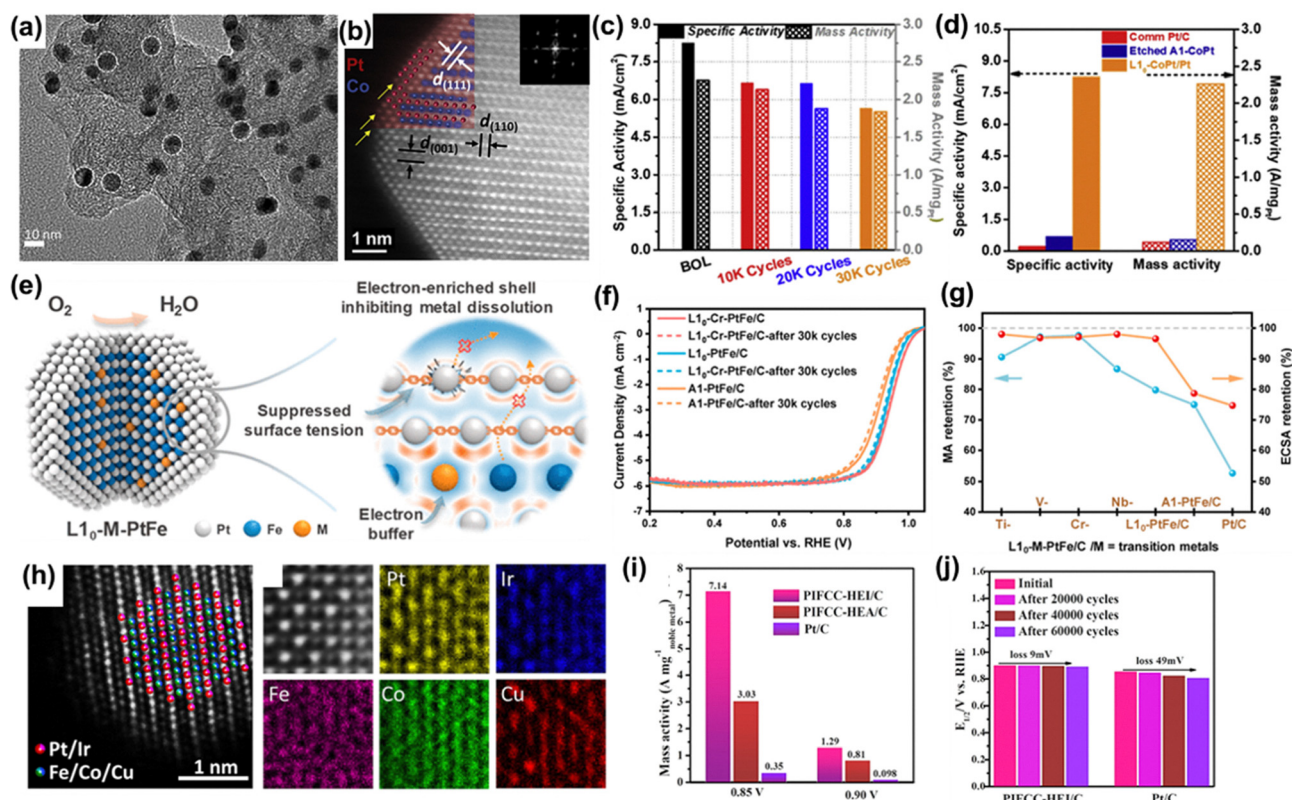 (a)
10 nm
(b)
Pt
Co
d(111)
d(110)
d(001)
1 nm
(c)
Specific Activity
Mass Activity
Specific Activity (mA/cm²)
9.0
7.5
6.0
4.5
3.0
1.5
0.0
Mass Activity (A/mgPt)
3.0
2.5
2.0
1.5
1.0
0.5
0.0
BOL
10K Cycles
20K Cycles
30K Cycles
(d)
Comm Pt/C
Etched A1-CoPt
L1₀-CoPt/Pt
Specific activity (mA/cm²)
10.5
9.0
7.5
6.0
4.5
3.0
1.5
0.0
Mass activity (A/mgPt)
3.0
2.5
2.0
1.5
1.0
0.5
0.0
Specific activity
Mass activity
(e)
O₂
H₂O
Electron-enriched shell
inhibiting metal dissolution
Suppressed
surface tension
Electron
buffer
L1₀-M-PtFe
Pt
Fe
M
(f)
L1₀-Cr-PtFe/C
L1₀-Cr-PtFe/C-after 30k cycles
L1₀-PtFe/C
L1₀-Cr-PtFe/C-after 30k cycles
A1-PtFe/C
A1-PtFe/C-after 30k cycles
Current Density (mA cm⁻²)
1
0
-1
-2
-3
-4
-5
-6
-7
0.2
0.4
0.6
0.8
1.0
Potential vs. RHE (V)
(g)
MA retention (%)
100
90
80
70
60
50
40
ECSA retention (%)
100
90
80
70
60
50
40
Ti-
V-
Cr-
Nb-
L1₀-PtFe/C
A1-PtFe/C
Pt/C
L1₀-M-PtFe/C /M = transition metals
(h)
Pt/Ir
Fe/Co/Cu
1 nm
Pt
Ir
Fe
Co
Cu
(i)
Mass activity (A mg⁻¹noble metal)
8
7
6
5
4
3
2
1
0
7.14
3.03
0.35
1.29
0.81
0.098
PIFCC-HEI/C
PIFCC-HEA/C
Pt/C
0.85 V
0.90 V
(j)
Initial
After 20000 cycles
After 40000 cycles
After 60000 cycles
E1/2/V vs. RHE
1.6
1.4
1.2
1.0
0.8
0.6
0.4
0.2
0.0
loss 9mV
loss 49mV
PIFCC-HEI/C
Pt/C